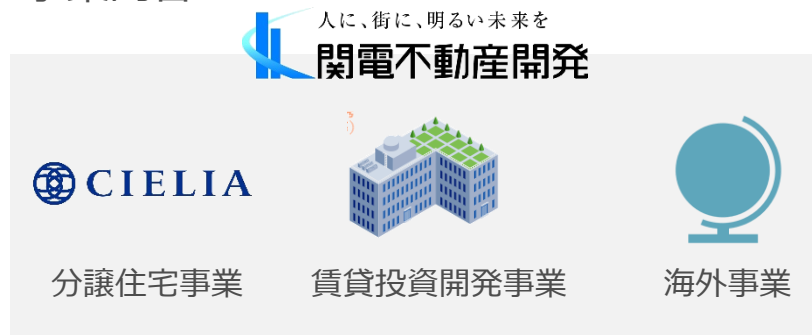 人に、街に、明るい未来を
関電不動産開発
CIELIA
分譲住宅事業
賃貸投資開発事業
海外事業